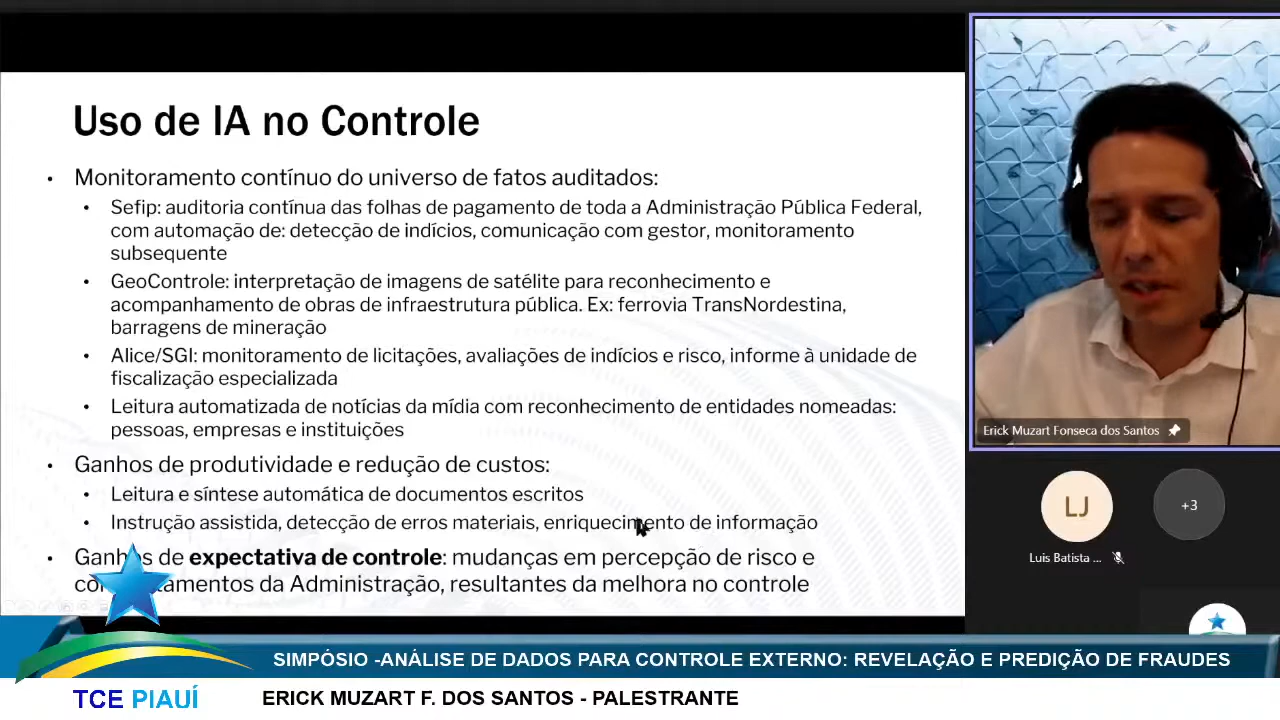 Uso de IA no Controle
• Monitoramento contínuo do universo de fatos auditados:
• Sefip: auditoria contínua das folhas de pagamento de toda a Administração Pública Federal,
com automação de: detecção de indícios, comunicação com gestor, monitoramento
subsequente
• GeoControle: interpretação de imagens de satélite para reconhecimento e
acompanhamento de obras de infraestrutura pública. Ex: ferrovia TransNordestina,
barragens de mineração
• Alice/SGI: monitoramento de licitações, avaliações de indícios e risco, informe à unidade de
fiscalização especializada
• Leitura automatizada de notícias da mídia com reconhecimento de entidades nomeadas:
pessoas, empresas e instituições
• Ganhos de produtividade e redução de custos:
• Leitura e síntese automática de documentos escritos
• Instrução assistida, detecção de erros materiais, enriquecimento de informação
• Ganhos de expectativa de controle: mudanças em percepção de risco e
da Administração, resultantes da melhora no controle
Erick Muzart Fonseca dos Santos
LJ
+3
Luis Batista ...
SIMPÓSIO -ANÁLISE DE DADOS PARA CONTROLE EXTERNO: REVELAÇÃO E PREDIÇÃO DE FRAUDES
TCE PIAUÍ
ERICK MUZART F. DOS SANTOS - PALESTRANTE